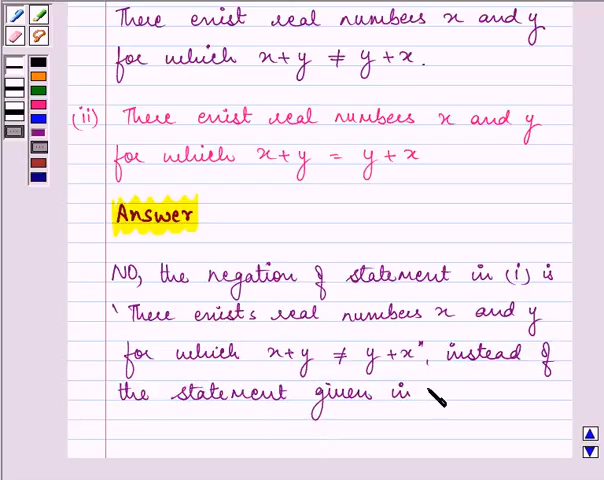 There exist real numbers x and y
for which x+y ≠ y+x.
(ii) There exist real numbers x and y
for which x+y = y+x
Answer
NO, the negation of statement in (i) is
‛There exists real numbers x and y
for which x+y ≠ y+x", instead of
the statement given in